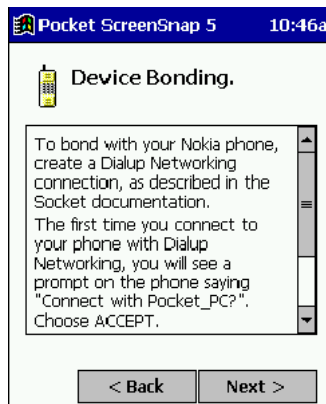 Pocket ScreenSnap 5 10:46a
Device Bonding.
To bond with your Nokia phone,
create a Dialup Networking
connection, as described in the
Socket documentation.
The first time you connect to
your phone with Dialup
Networking, you will see a
prompt on the phone saying
"Connect with Pocket_PC?".
Choose ACCEPT.
< Back Next >